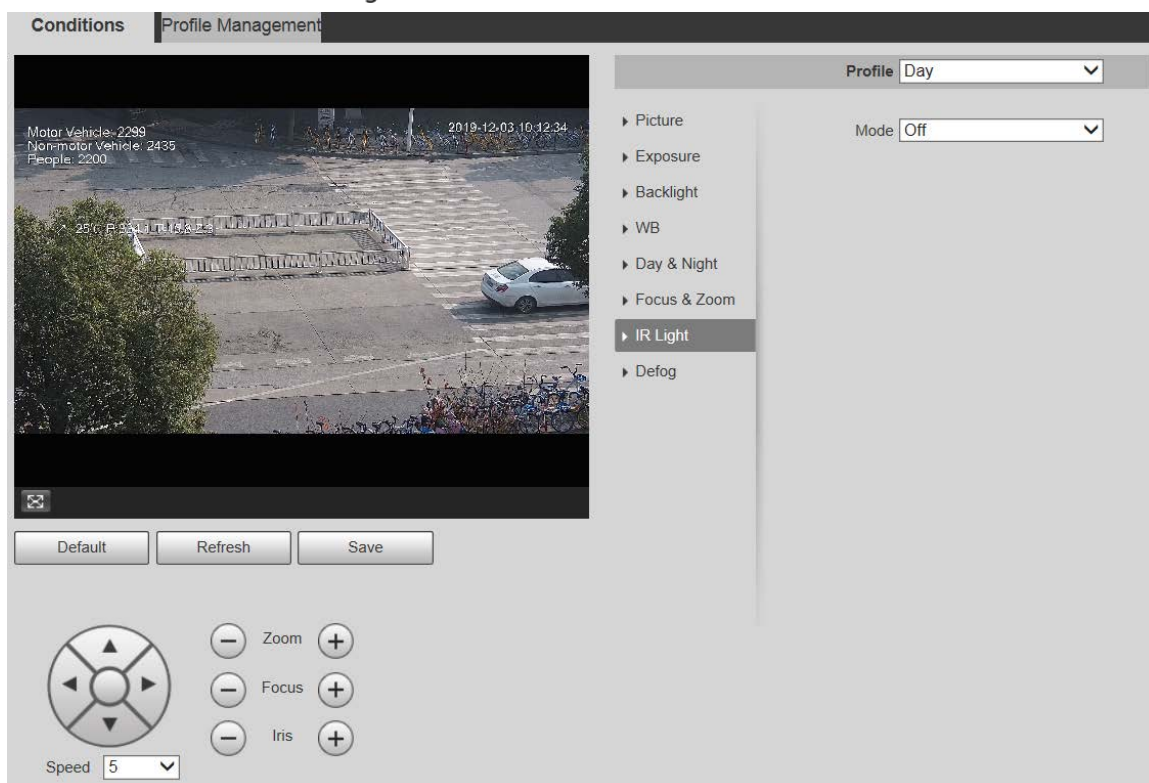 Conditions Profile Management
Profile Day
Motor Vehicle: 2299 2019-12-03 10:12:34
Non-motor Vehicle: 2435
People: 2200
Mode Off
Picture
Exposure
Backlight
WB
Day & Night
Focus & Zoom
IR Light
Defog
Default Refresh Save
Zoom
Focus
Iris
Speed 5